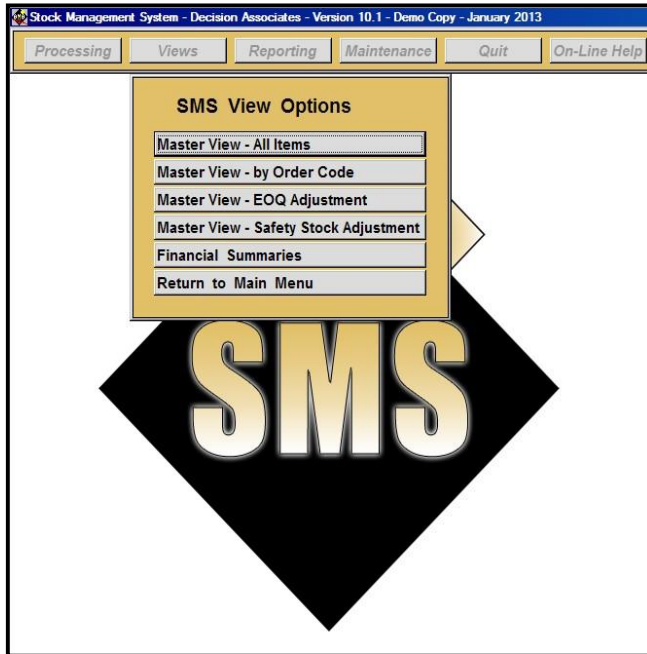 Stock Management System - Decision Associates - Version 10.1 - Demo Copy - January 2013
Processing Views Reporting Maintenance Quit On-Line Help
SMS View Options
Master View - All Items
Master View - by Order Code
Master View - EOQ Adjustment
Master View - Safety Stock Adjustment
Financial Summaries
Return to Main Menu
SMS